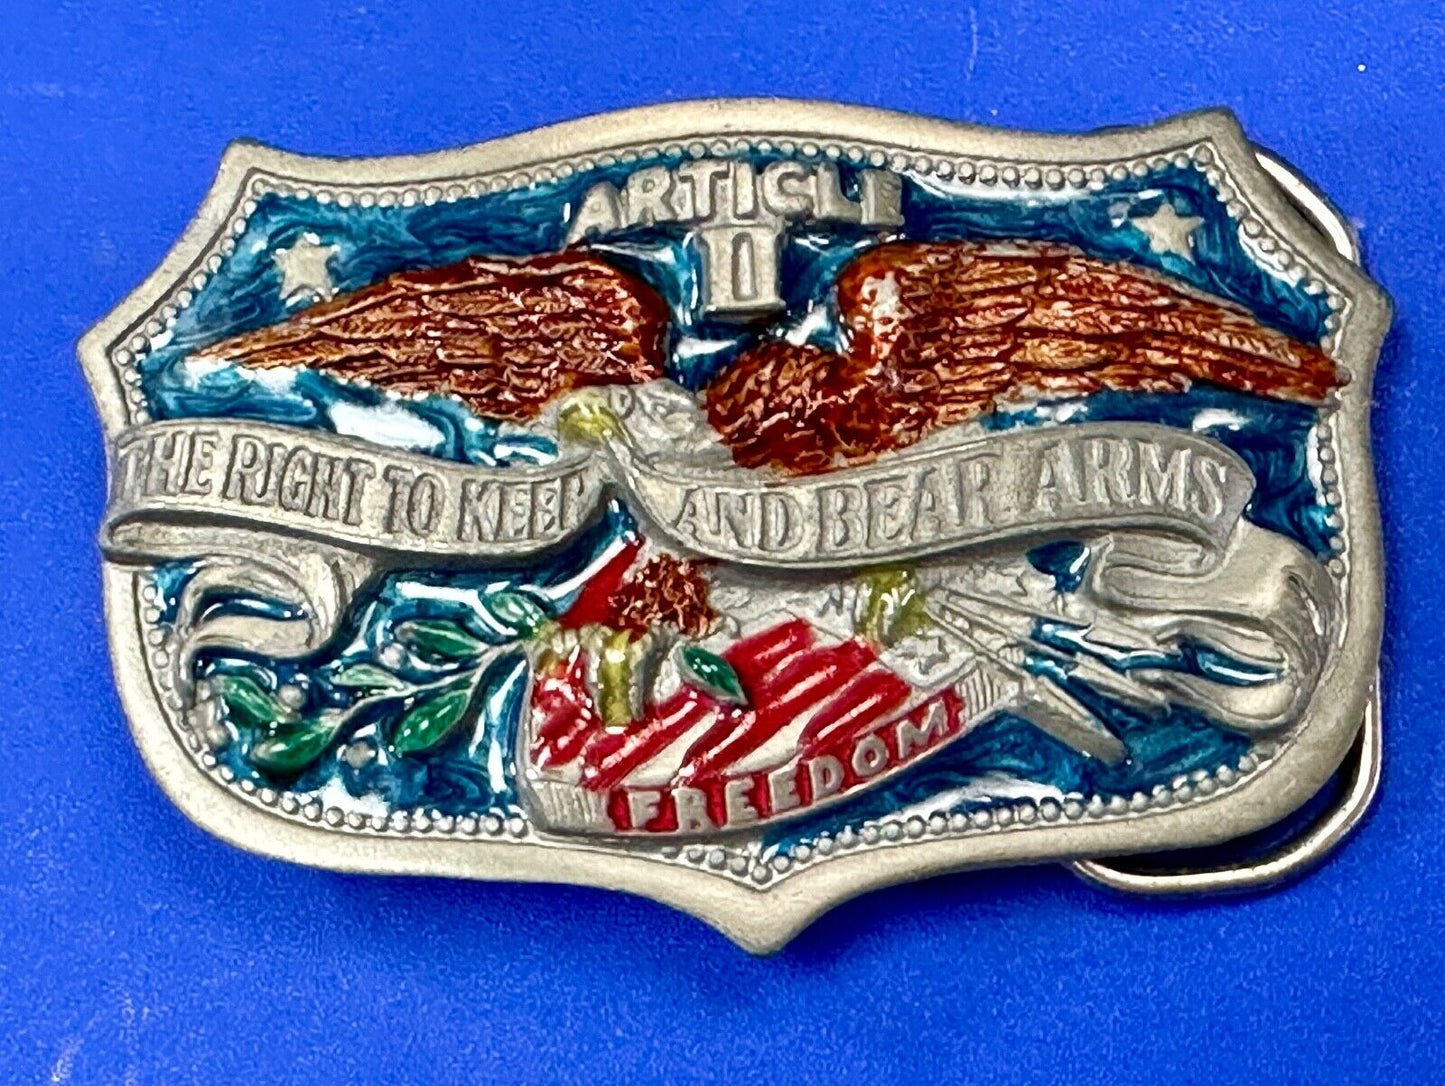 ARTICLE
II
THE RIGHT TO KEEP AND BEAR ARMS
FREEDOM